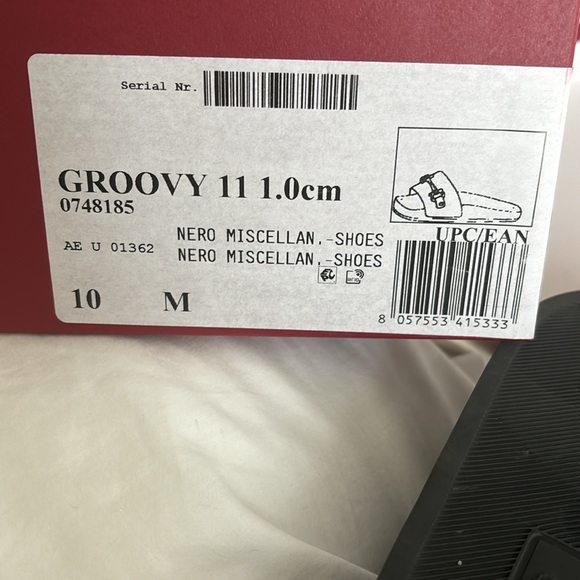 Serial Nr.
GROOVY 11 1.0cm
0748185
AE U 01362
NERO MISCELLAN.-SHOES
NERO MISCELLAN.-SHOES
UPC/EAN
10 M
8 057553 415333